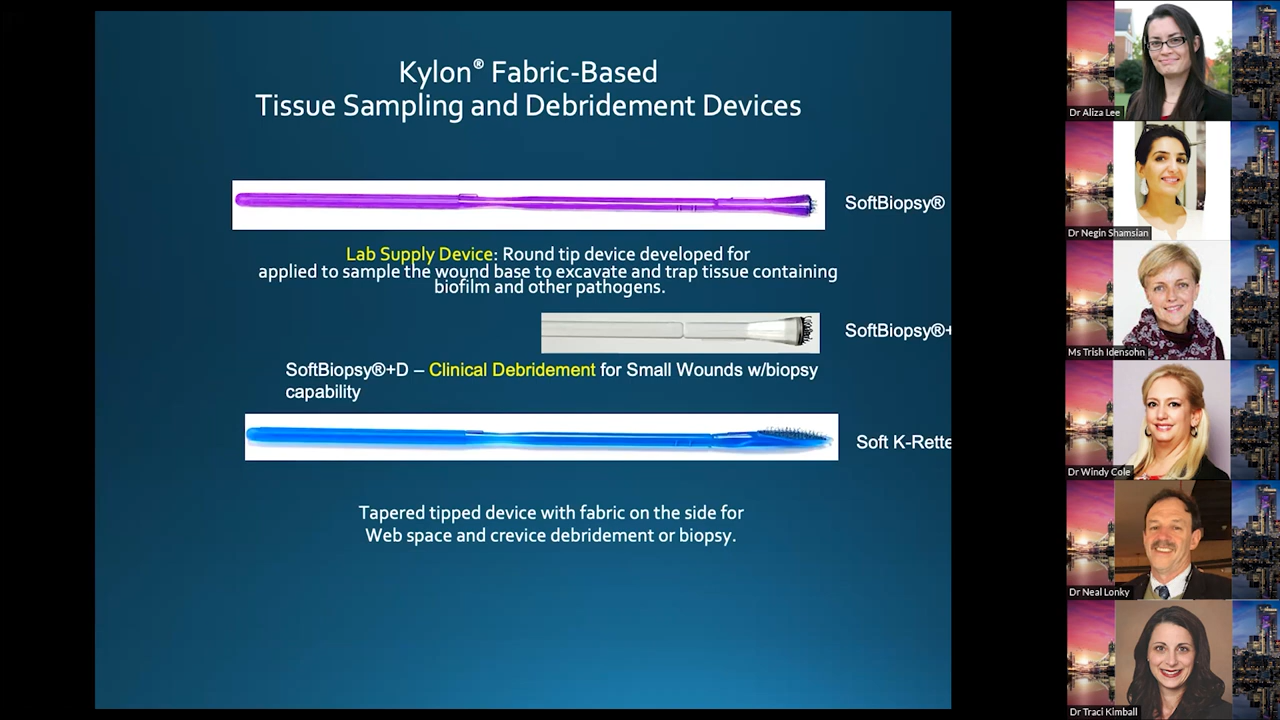 Kylon® Fabric-Based
Tissue Sampling and Debridement Devices
SoftBiopsy®
Lab Supply Device: Round tip device developed for
applied to sample the wound base to excavate and trap tissue containing
biofilm and other pathogens.
SoftBiopsy®+
SoftBiopsy®+D – Clinical Debridement for Small Wounds w/biopsy
capability
Soft K-Rette
Tapered tipped device with fabric on the side for
Web space and crevice debridement or biopsy.
Dr Aliza Lee
Dr Negin Shamsian
Ms Trish Idensohn
Dr Windy Cole
Dr Neal Lonky
Dr Traci Kimball